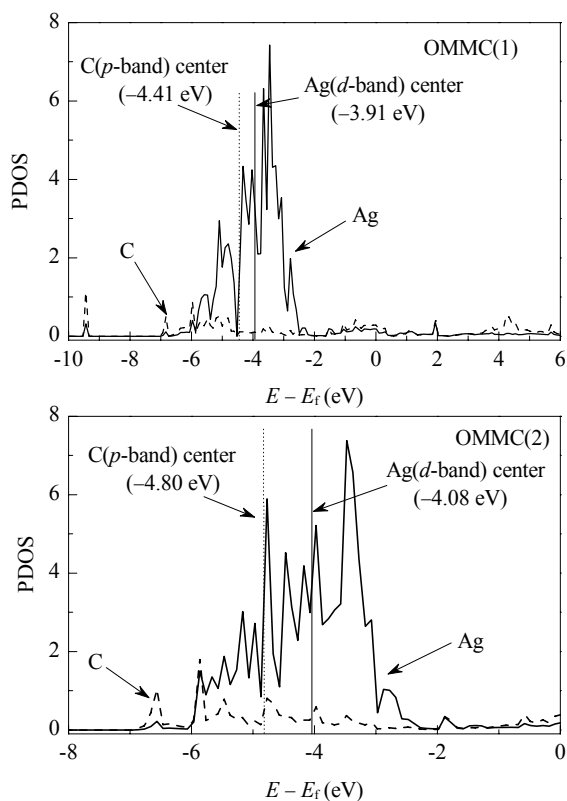 8
OMMC(1)
C(p-band) center
(–4.41 eV)
Ag(d-band) center
(–3.91 eV)
6
PDOS
4
Ag
C
2
0
-10 -8 -6 -4 -2 0 2 4 6
E – Ef (eV)
8
OMMC(2)
C(p-band) center
(–4.80 eV)
Ag(d-band) center
(–4.08 eV)
6
PDOS
4
2
C
Ag
0
-8 -6 -4 -2 0
E – Ef (eV)